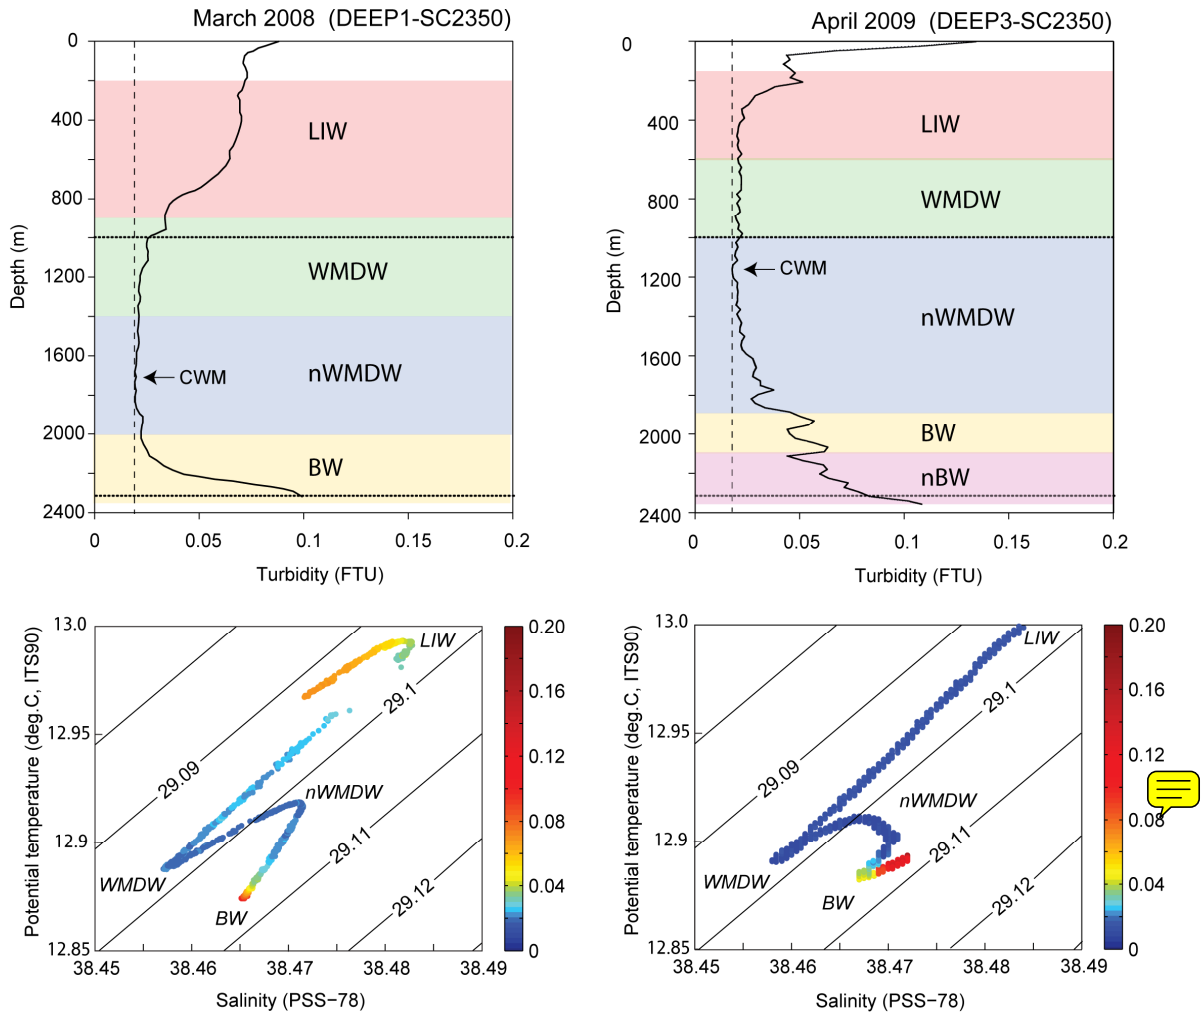 March 2008 (DEEP1-SC2350)
0
400
800
1200
1600
2000
2400
Depth (m)
LIW
WMDW
nWMDW
CWM
BW
0
0.05
0.1
0.15
0.2
Turbidity (FTU)
April 2009 (DEEP3-SC2350)
0
400
800
1200
1600
2000
2400
Depth (m)
LIW
WMDW
CWM
nWMDW
BW
nBW
0
0.05
0.1
0.15
0.2
Turbidity (FTU)
13.0
12.95
12.9
12.85
Potential temperature (deg.C, ITS90)
LIW
29.1
29.09
nWMDW
29.11
WMDW
BW
29.12
38.45
38.46
38.47
38.48
38.49
Salinity (PSS−78)
0.20
0.16
0.12
0.08
0.04
0
13.0
12.95
12.9
12.85
Potential temperature (deg.C, ITS90)
LIW
29.1
29.09
nWMDW
29.11
WMDW
BW
29.12
38.45
38.46
38.47
38.48
38.49
Salinity (PSS−78)
0.20
0.16
0.12
0.08
0.04
0